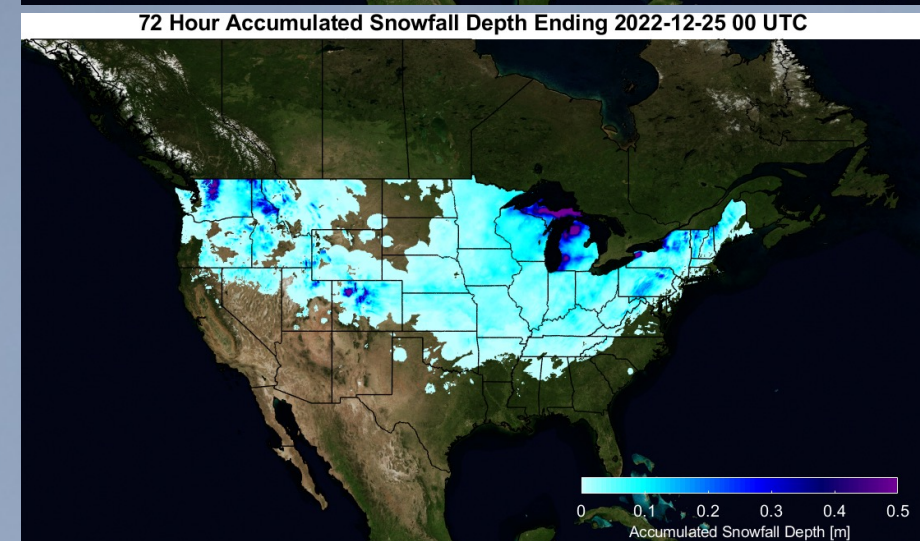 72 Hour Accumulated Snowfall Depth Ending 2022-12-25 00 UTC
0 0.1 0.2 0.3 0.4 0.5
Accumulated Snowfall Depth [m]